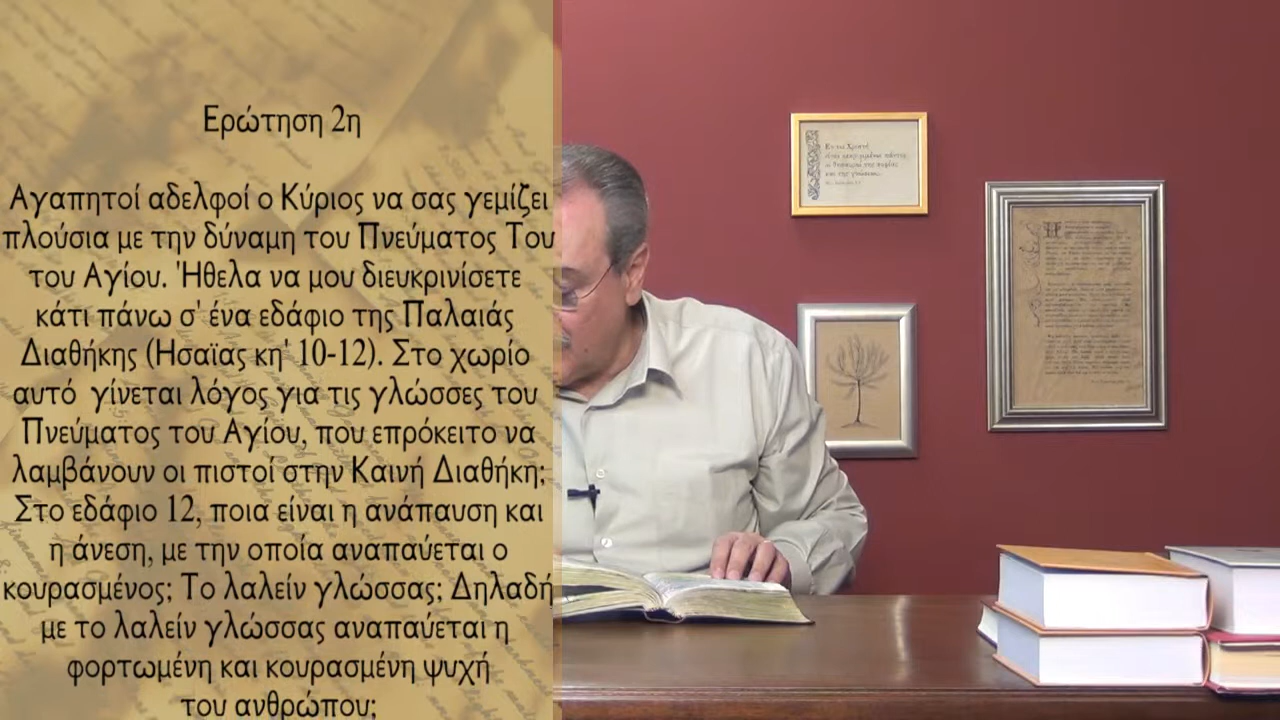 Ερώτηση 2η
Αγαπητοί αδελφοί ο Κύριος να σας γεμίζει
πλούσια με την δύναμη του Πνεύματος Του
του Αγίου. Ήθελα να μου διευκρινίσετε
κάτι πάνω σ' ένα εδάφιο της Παλαιάς
Διαθήκης (Ησαϊας κη' 10-12). Στο χωρίο
αυτό γίνεται λόγος για τις γλώσσες του
Πνεύματος του Αγίου, που επρόκειτο να
λαμβάνουν οι πιστοί στην Καινή Διαθήκη;
Στο εδάφιο 12, ποια είναι η ανάπαυση και
η άνεση, με την οποία αναπαύεται ο
κουρασμένος; Το λαλείν γλώσσας; Δηλαδή
με το λαλείν γλώσσας αναπαύεται η
φορτωμένη και κουρασμένη ψυχή
του ανθρώπου;